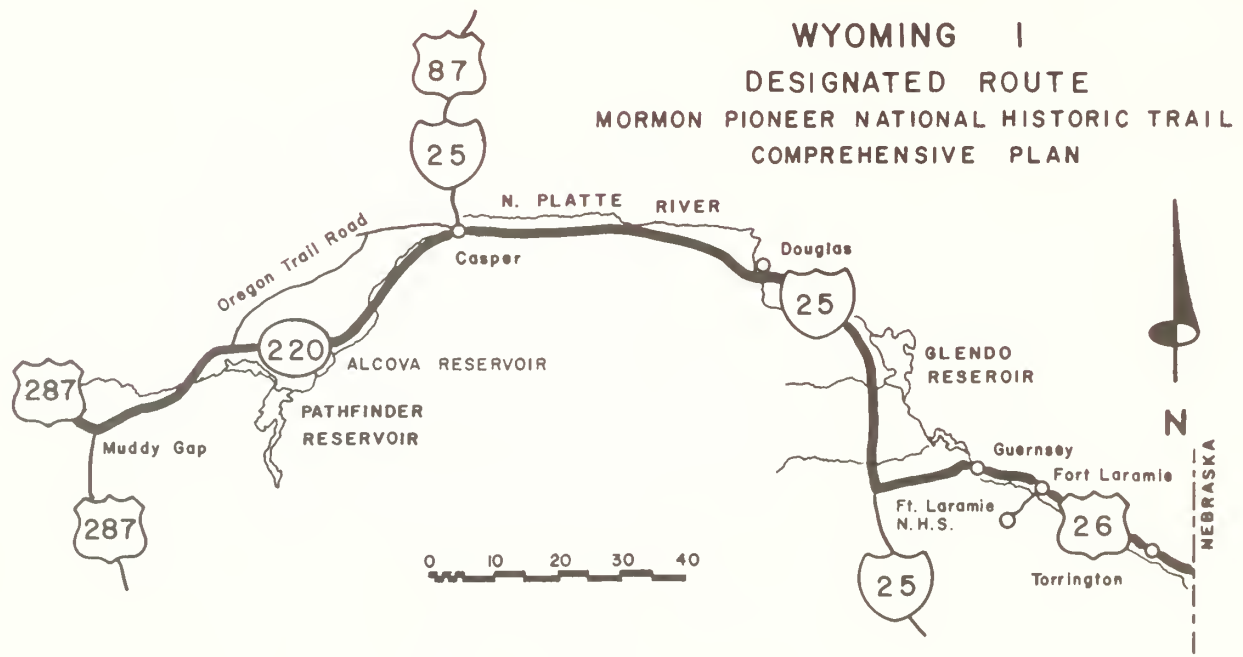 WYOMING I
DESIGNATED ROUTE
MORMON PIONEER NATIONAL HISTORIC TRAIL
COMPREHENSIVE PLAN
87
25
N. PLATTE RIVER
Oregon Trail Road
Casper
Douglas
25
220
ALCOVA RESERVOIR
GLENDO
RESEROIR
287
PATHFINDER
RESERVOIR
Muddy Gap
N
Guernsey
Fort Laramie
Ft. Laramie
N.H.S.
287
26
NEBRASKA
0 10 20 30 40
25
Torrington